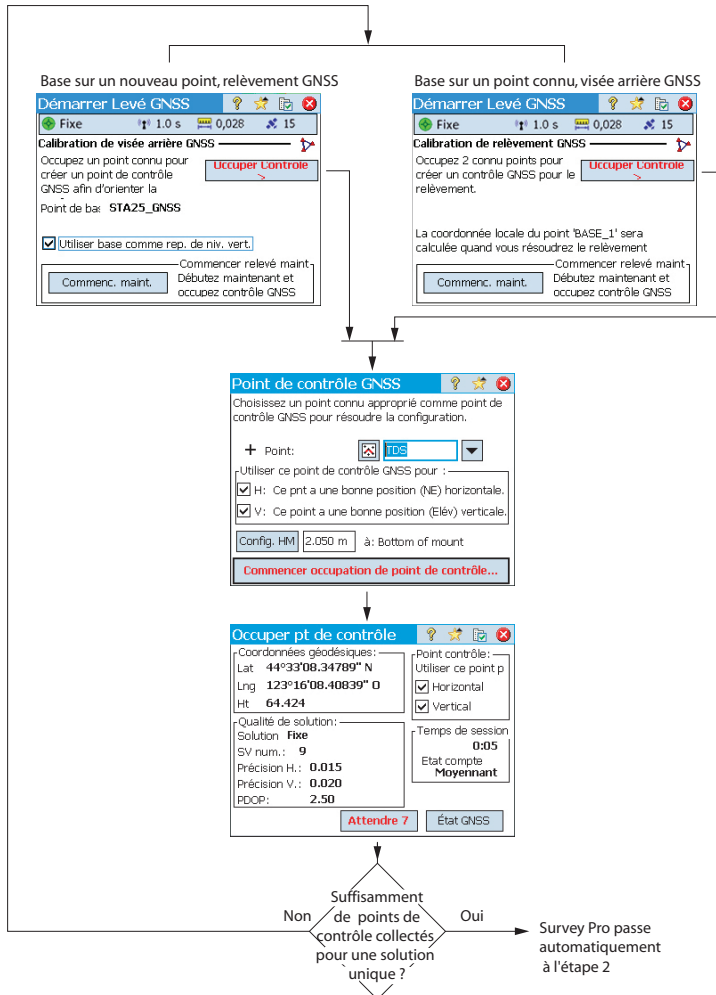 Base sur un nouveau point, relèvement GNSS
Démarrer Levé GNSS
Fixe 1.0 s 0,028 15
Calibration de visée arrière GNSS
Occupez un point connu pour
créer un point de contrôle
GNSS afin d'orienter la
Occuper Controle
>
Point de bas STA25_GNSS
Utiliser base comme rep. de niv. vert.
Commencer relevé maint
Commenc. maint.
Débutez maintenant et
occupez contrôle GNSS
Base sur un point connu, visée arrière GNSS
Démarrer Levé GNSS
Fixe 1.0 s 0,028 15
Calibration de relèvement GNSS
Occupez 2 connu points pour
créer un contrôle GNSS pour le
relèvement.
Occuper Controle
>
La coordonnée locale du point 'BASE_1' sera
calculée quand vous résoudrez le relèvement
Commencer relevé maint
Commenc. maint.
Débutez maintenant et
occupez contrôle GNSS
Point de contrôle GNSS
Choisissez un point connu approprié comme point de
contrôle GNSS pour résoudre la configuration.
+ Point: TDS
Utiliser ce point de contrôle GNSS pour :
H: Ce pnt a une bonne position (NE) horizontale.
V: Ce point a une bonne position (Elév) verticale.
Config. HM 2.050 m à: Bottom of mount
Commencer occupation de point de contrôle...
Occuper pt de contrôle
Coordonnées géodésiques:
Lat 44°33'08.34789" N
Lng 123°16'08.40839" O
Ht 64.424
Point contrôle:
Utiliser ce point p
Horizontal
Vertical
Qualité de solution:
Solution Fixe
SV num.: 9
Précision H.: 0.015
Précision V.: 0.020
PDOP: 2.50
Temps de session
0:05
Etat compte
Moyennant
Attendre 7
État GNSS
Non
Suffisamment
de points de
contrôle collectés
pour une solution
unique ?
Oui
Survey Pro passe
automatiquement
à l'étape 2